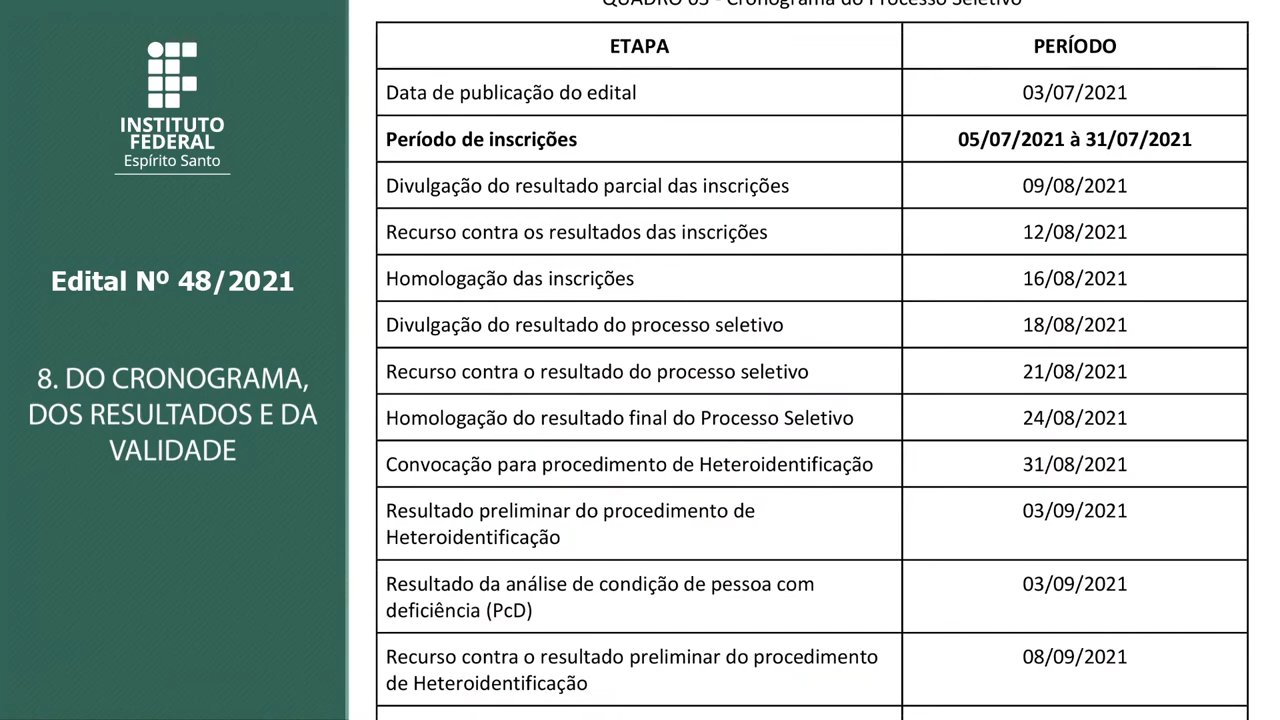 INSTITUTO
FEDERAL
Espírito Santo
Edital Nº 48/2021
8. DO CRONOGRAMA,
DOS RESULTADOS E DA
VALIDADE
QUADRO 03 - Cronograma do Processo Seletivo
ETAPA PERÍODO
Data de publicação do edital 03/07/2021
Período de inscrições 05/07/2021 à 31/07/2021
Divulgação do resultado parcial das inscrições 09/08/2021
Recurso contra os resultados das inscrições 12/08/2021
Homologação das inscrições 16/08/2021
Divulgação do resultado do processo seletivo 18/08/2021
Recurso contra o resultado do processo seletivo 21/08/2021
Homologação do resultado final do Processo Seletivo 24/08/2021
Convocação para procedimento de Heteroidentificação 31/08/2021
Resultado preliminar do procedimento de 03/09/2021
Heteroidentificação
Resultado da análise de condição de pessoa com 03/09/2021
deficiência (PcD)
Recurso contra o resultado preliminar do procedimento 08/09/2021
de Heteroidentificação